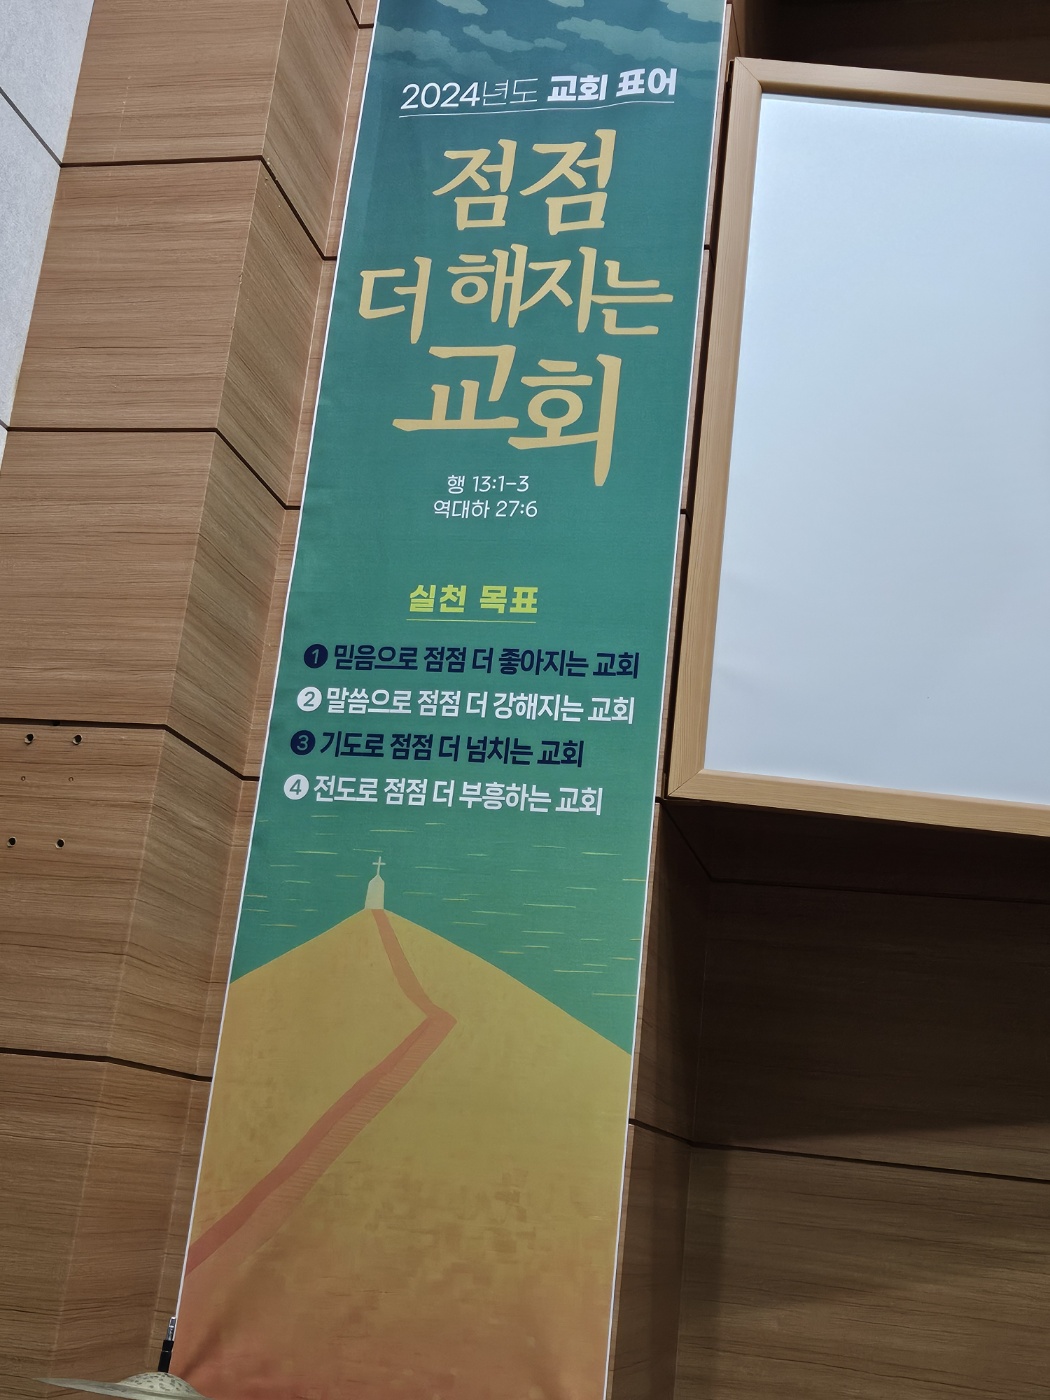 2024년도 교회 표어
점점
더 해지는
교회
행 13:1-3
역대하 27:6
실천 목표
1 믿음으로 점점 더 좋아지는 교회
2 말씀으로 점점 더 강해지는 교회
3 기도로 점점 더 넘치는 교회
4 전도로 점점 더 부흥하는 교회